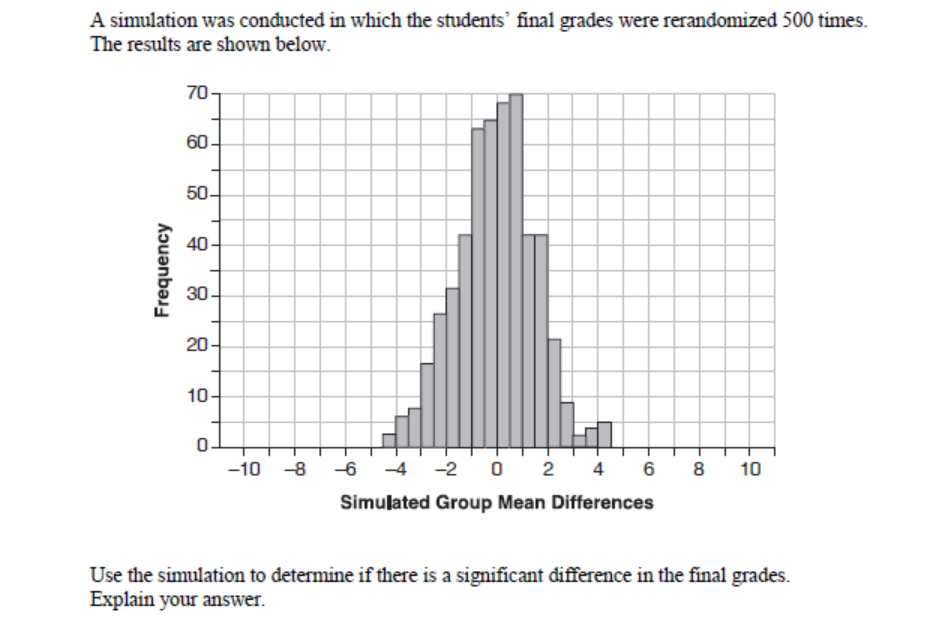 A simulation was conducted in which the students’ final grades were rerandomized 500 times.
The results are shown below.
70
60
50
40
30
20
10
0
Frequency
–10 –8 –6 –4 –2 0 2 4 6 8 10
Simulated Group Mean Differences
Use the simulation to determine if there is a significant difference in the final grades.
Explain your answer.